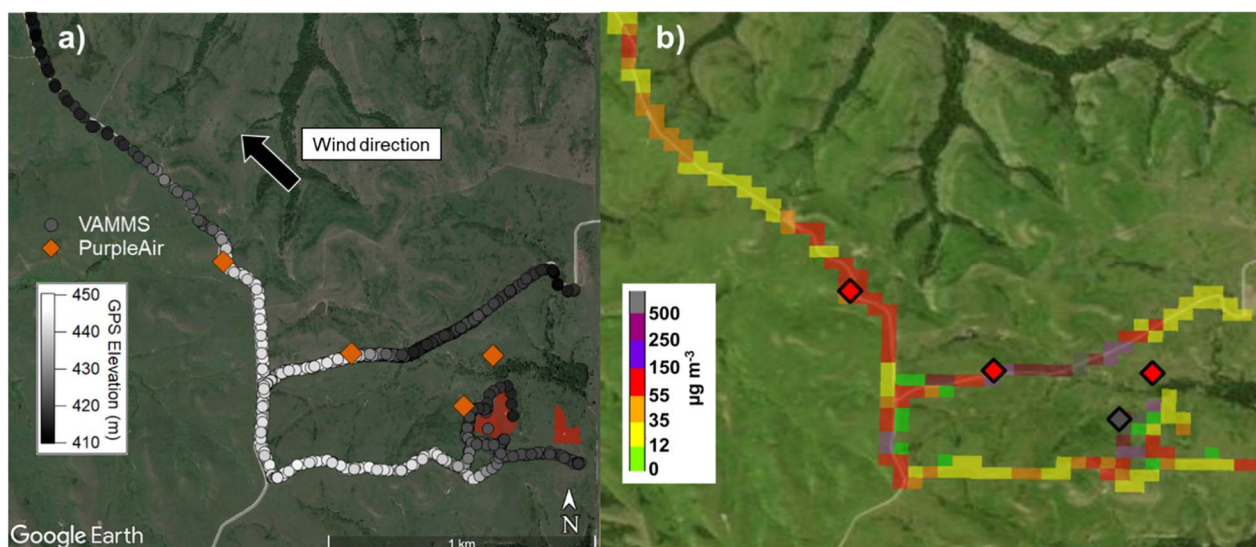 a)
Wind direction
VAMMS
PurpleAir
450
440
430
420
410
GPS Elevation (m)
Google Earth
1 km
N
b)
500
250
150
55
35
12
0
µg m⁻³